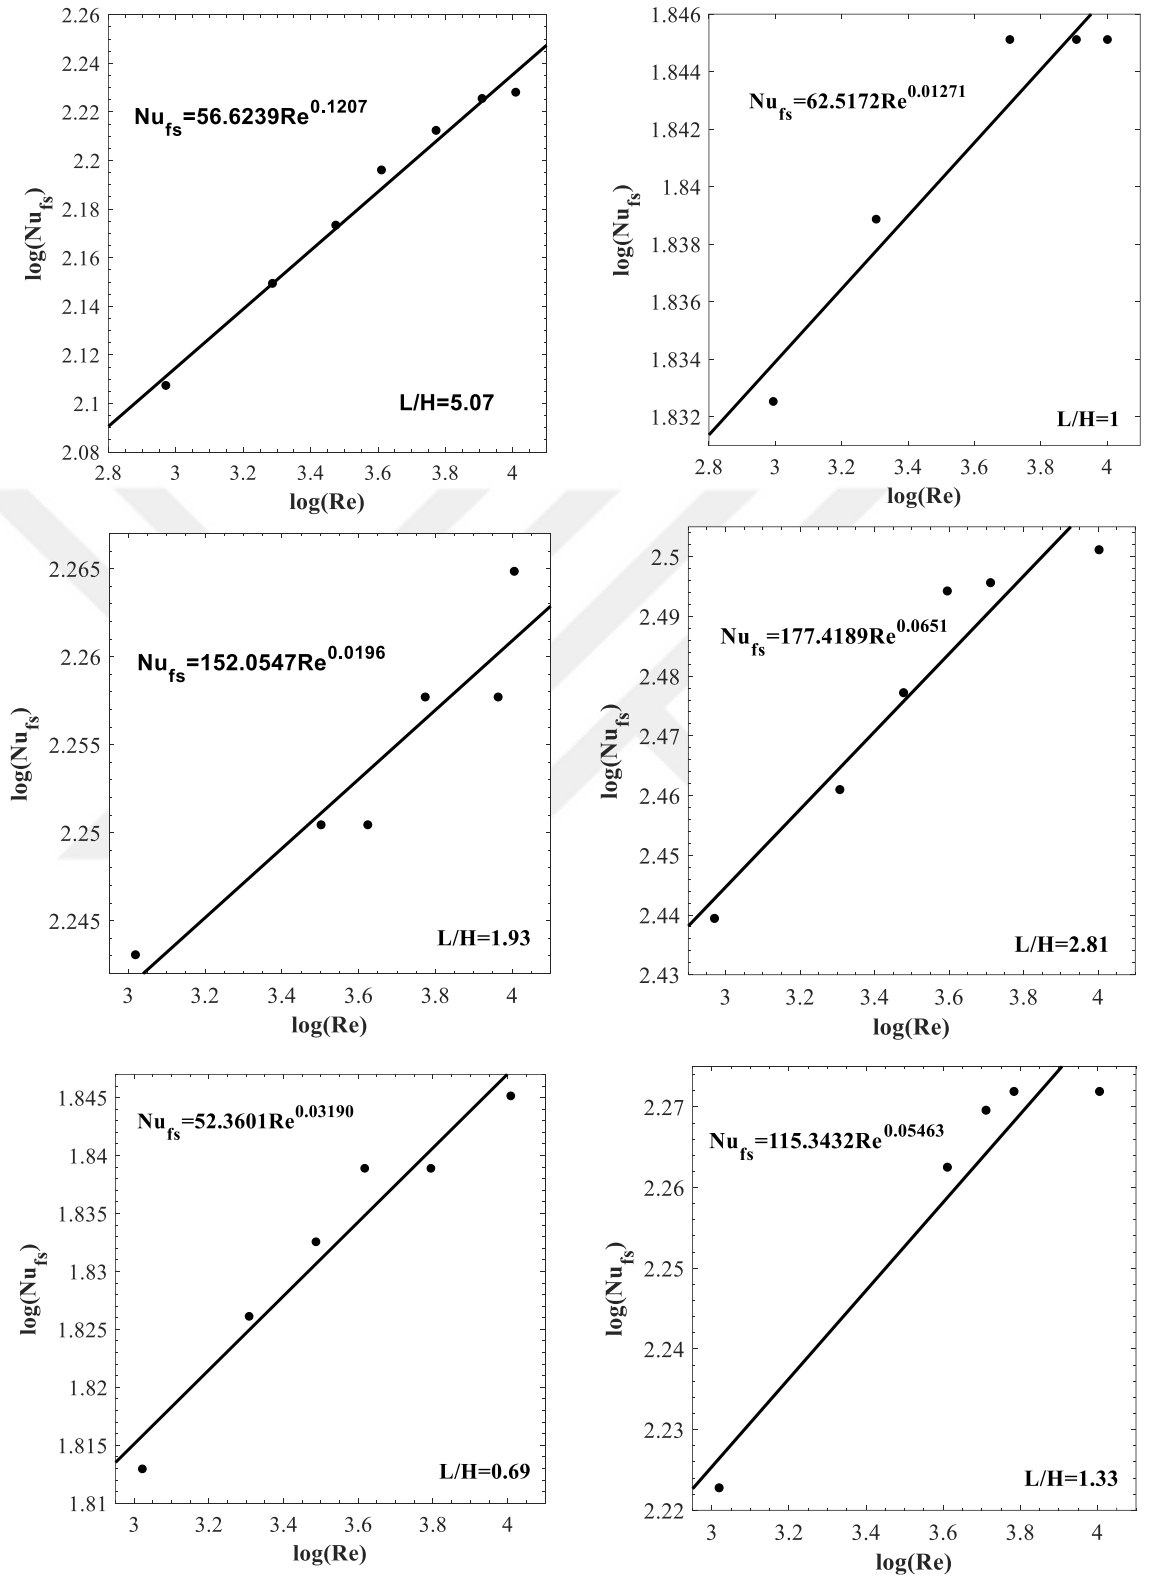 2.26
2.24
2.22
2.2
2.18
2.16
2.14
2.12
2.1
2.08
log(Nu_fs)
Nu_fs=56.6239Re^0.1207
L/H=5.07
2.8 3 3.2 3.4 3.6 3.8 4
log(Re)
1.846
1.844
1.842
1.84
1.838
1.836
1.834
1.832
log(Nu_fs)
Nu_fs=62.5172Re^0.01271
L/H=1
2.8 3 3.2 3.4 3.6 3.8 4
log(Re)
2.265
2.26
2.255
2.25
2.245
log(Nu_fs)
Nu_fs=152.0547Re^0.0196
L/H=1.93
3 3.2 3.4 3.6 3.8 4
log(Re)
2.5
2.49
2.48
2.47
2.46
2.45
2.44
2.43
log(Nu_fs)
Nu_fs=177.4189Re^0.0651
L/H=2.81
3 3.2 3.4 3.6 3.8 4
log(Re)
1.845
1.84
1.835
1.83
1.825
1.82
1.815
1.81
log(Nu_fs)
Nu_fs=52.3601Re^0.03190
L/H=0.69
3 3.2 3.4 3.6 3.8 4
log(Re)
2.27
2.26
2.25
2.24
2.23
2.22
log(Nu_fs)
Nu_fs=115.3432Re^0.05463
L/H=1.33
3 3.2 3.4 3.6 3.8 4
log(Re)